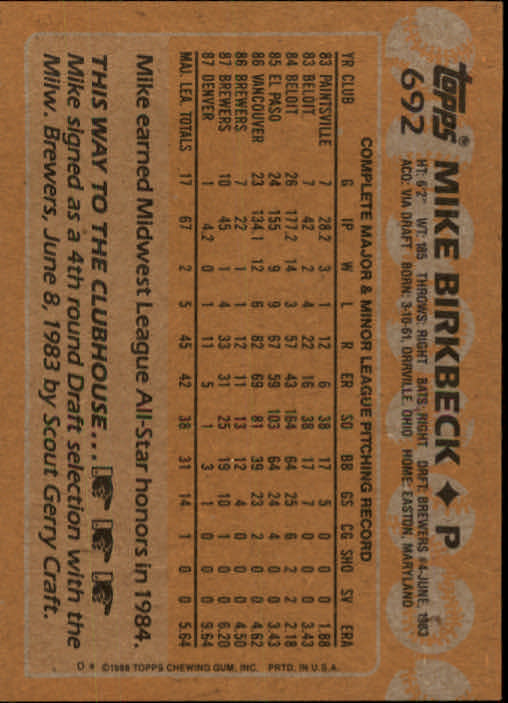 topps® MIKE BIRKBECK ♦ P
692 HT: 6'2" WT: 185 THROWS: RIGHT BATS: RIGHT DRFT: BREWERS #4-JUNE, 1983
ACQ: VIA DRAFT BORN: 3-10-61, ORRVILLE, OHIO HOME: EASTON, MARYLAND
COMPLETE MAJOR & MINOR LEAGUE PITCHING RECORD
YR CLUB G IP W L R ER SO BB GS CG SHO SV ERA
83 PAINTSVILLE 7 28.2 3 1 12 6 38 17 5 0 0 0 1.88
83 BELOIT 7 42 2 4 22 16 38 17 7 0 0 0 3.43
84 BELOIT 26 177.2 14 3 57 43 164 64 25 6 2 0 2.18
85 EL PASO 24 155 9 9 67 59 103 64 24 4 2 0 3.43
86 VANCOUVER 23 134.1 12 6 82 69 81 39 23 2 0 0 4.62
86 BREWERS 7 22 1 1 12 11 13 12 4 0 0 0 4.50
87 BREWERS 10 45 1 4 33 31 25 19 10 1 0 0 6.20
87 DENVER 1 4.2 0 1 11 5 1 3 1 0 0 0 9.64
MAJ. LEA. TOTALS 17 67 2 5 45 42 38 31 14 1 0 0 5.64
Mike earned Midwest League All-Star honors in 1984.
THIS WAY TO THE CLUBHOUSE...
Mike signed as a 4th round Draft selection with the
Milw. Brewers, June 8, 1983 by Scout Gerry Craft.
D* ©1988 TOPPS CHEWING GUM, INC. PRTD. IN U.S.A.